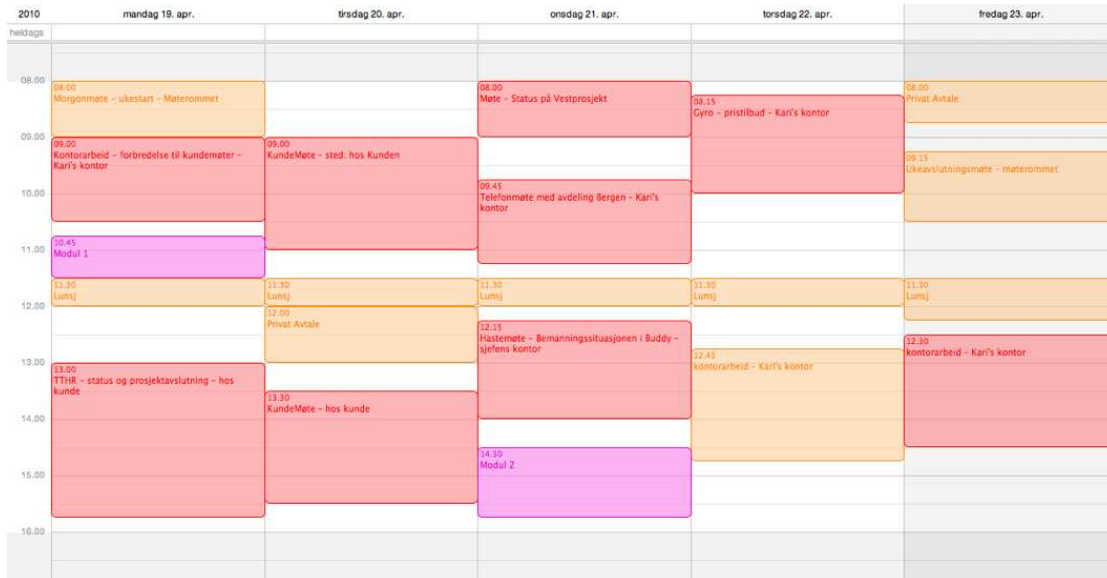 2010
mandag 19. apr.
tirsdag 20. apr.
onsdag 21. apr.
torsdag 22. apr.
fredag 23. apr.
heldags
08.00
09.00
10.00
11.00
12.00
13.00
14.00
15.00
16.00
08.00
Morgonmøte – ukestart – Møterommet
09.00
Kontorarbeid – forbredelse til kundemøter –
Kari's kontor
10.45
Modul 1
11.30
Lunsj
13.00
TTHR – status og prosjektavslutning – hos
kunde
09.00
KundeMøte – sted: hos Kunden
11:30
Lunsj
12.00
Privat Avtale
13.30
KundeMøte – hos kunde
08.00
Møte – Status på Vestprosjekt
09.45
Telefonmøte med avdeling Bergen – Kari's
kontor
11.30
Lunsj
12.15
Hastemøte – Bemanningssituasjonen i Buddy –
sjefens kontor
14.30
Modul 2
08.15
Gyro – pristilbud – Kari's kontor
11.30
Lunsj
12.45
kontorarbeid – Kari's kontor
08.00
Privat Avtale
09.15
Ukeavslutningsmøte – møterommet
11.30
Lunsj
12.30
kontorarbeid – Kari's kontor